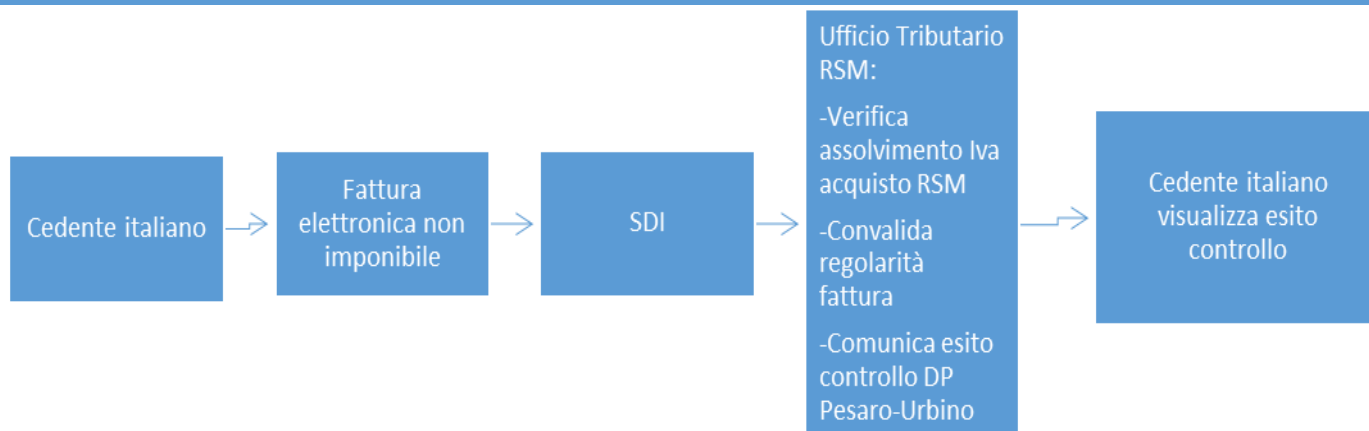 Cedente italiano
Fattura
elettronica non
imponibile
SDI
Ufficio Tributario
RSM:
-Verifica
assolvimento Iva
acquisto RSM
-Convalida
regolarità
fattura
-Comunica esito
controllo DP
Pesaro-Urbino
Cedente italiano
visualizza esito
controllo